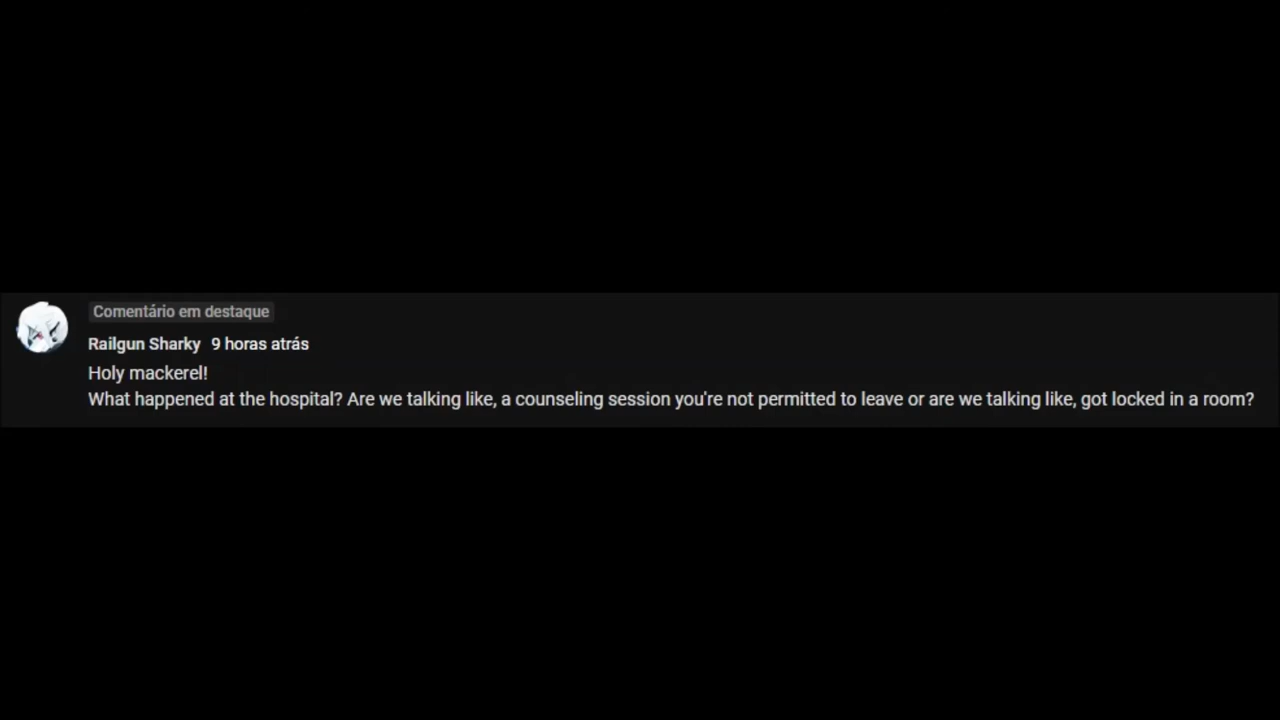 Comentário em destaque
Railgun Sharky 9 horas atrás
Holy mackerel!
What happened at the hospital? Are we talking like, a counseling session you're not permitted to leave or are we talking like, got locked in a room?